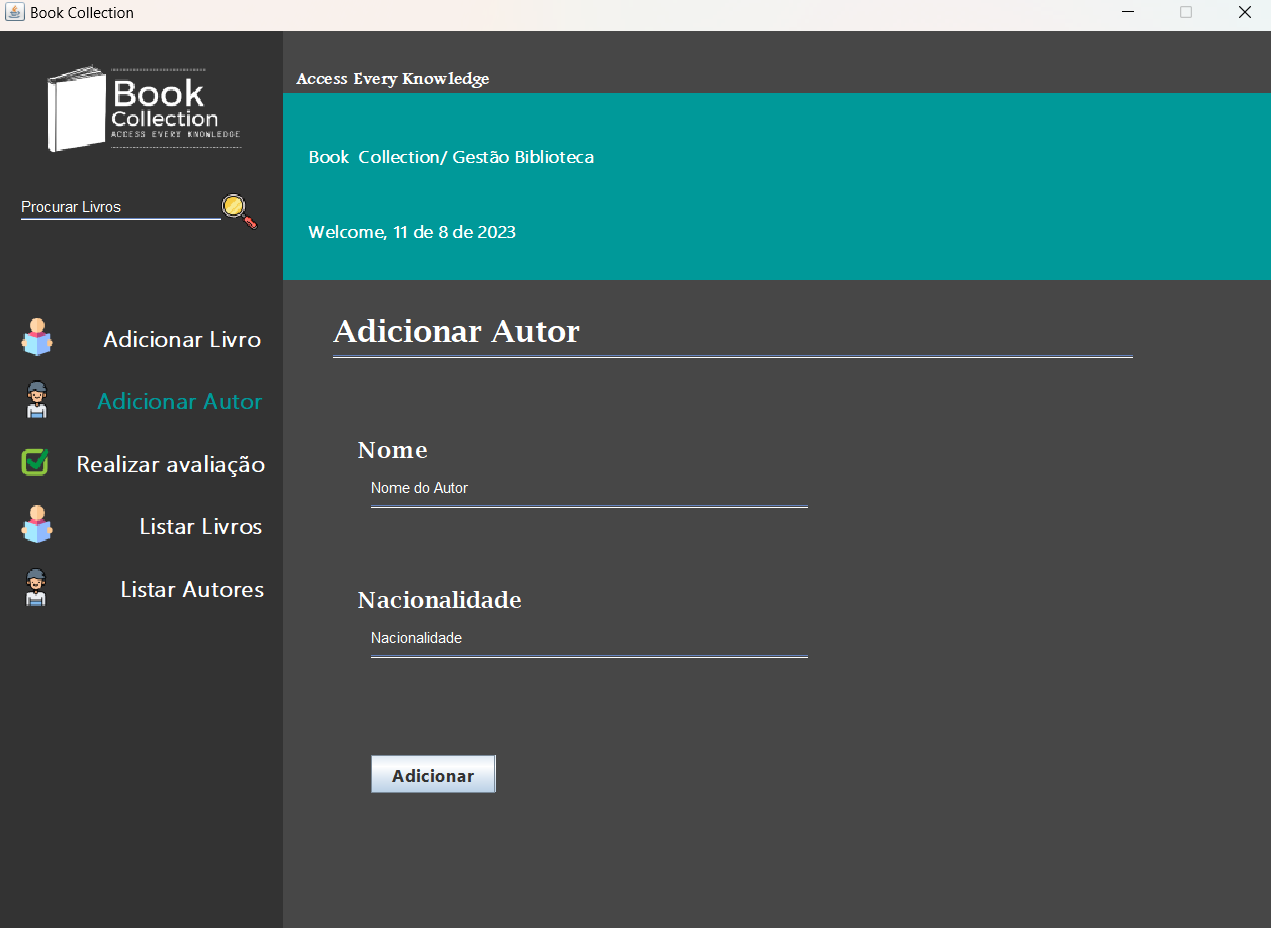 Book Collection
Book
Collection
ACCESS EVERY KNOWLEDGE
Procurar Livros
Adicionar Livro
Adicionar Autor
Realizar avaliação
Listar Livros
Listar Autores
Access Every Knowledge
Book Collection/ Gestão Biblioteca
Welcome, 11 de 8 de 2023
Adicionar Autor
Nome
Nome do Autor
Nacionalidade
Nacionalidade
Adicionar